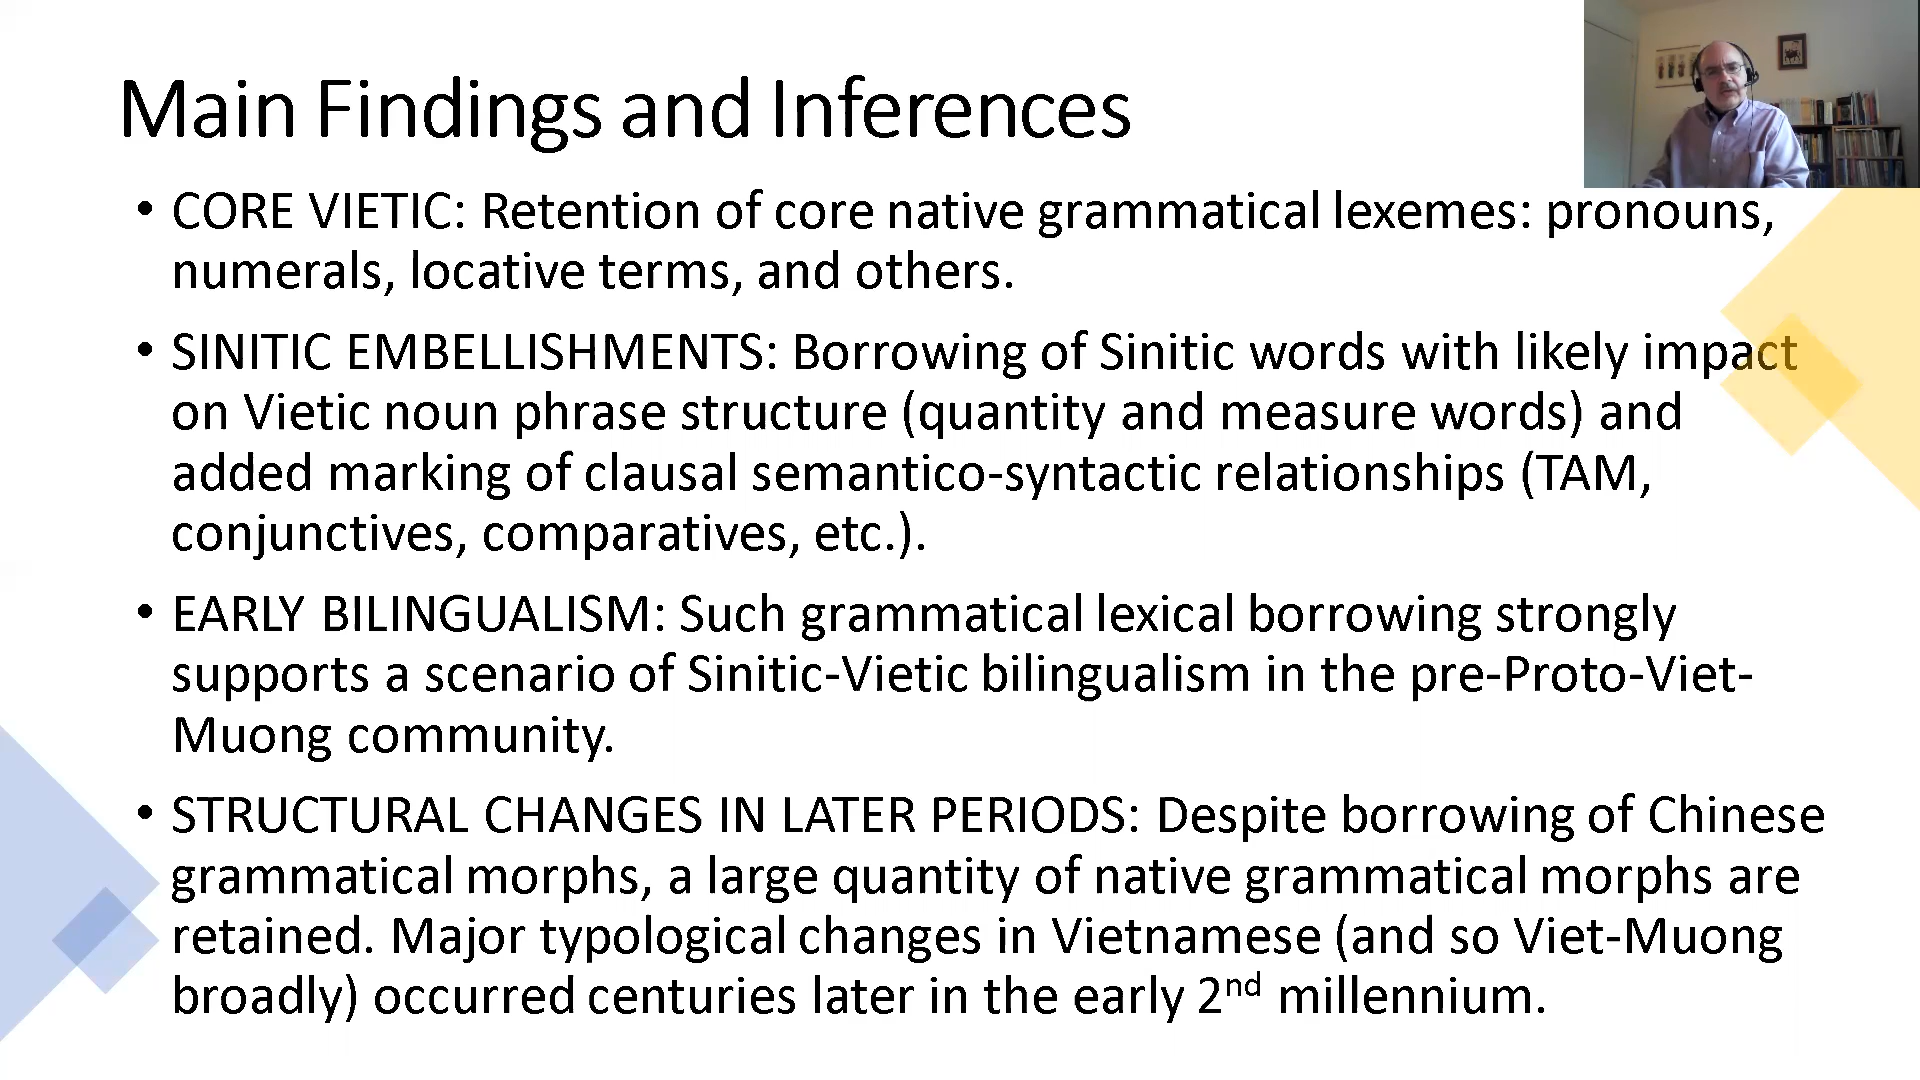 Main Findings and Inferences
• CORE VIETIC: Retention of core native grammatical lexemes: pronouns,
numerals, locative terms, and others.
• SINITIC EMBELLISHMENTS: Borrowing of Sinitic words with likely impact
on Vietic noun phrase structure (quantity and measure words) and
added marking of clausal semantico-syntactic relationships (TAM,
conjunctives, comparatives, etc.).
• EARLY BILINGUALISM: Such grammatical lexical borrowing strongly
supports a scenario of Sinitic-Vietic bilingualism in the pre-Proto-Viet-
Muong community.
• STRUCTURAL CHANGES IN LATER PERIODS: Despite borrowing of Chinese
grammatical morphs, a large quantity of native grammatical morphs are
retained. Major typological changes in Vietnamese (and so Viet-Muong
broadly) occurred centuries later in the early 2nd millennium.